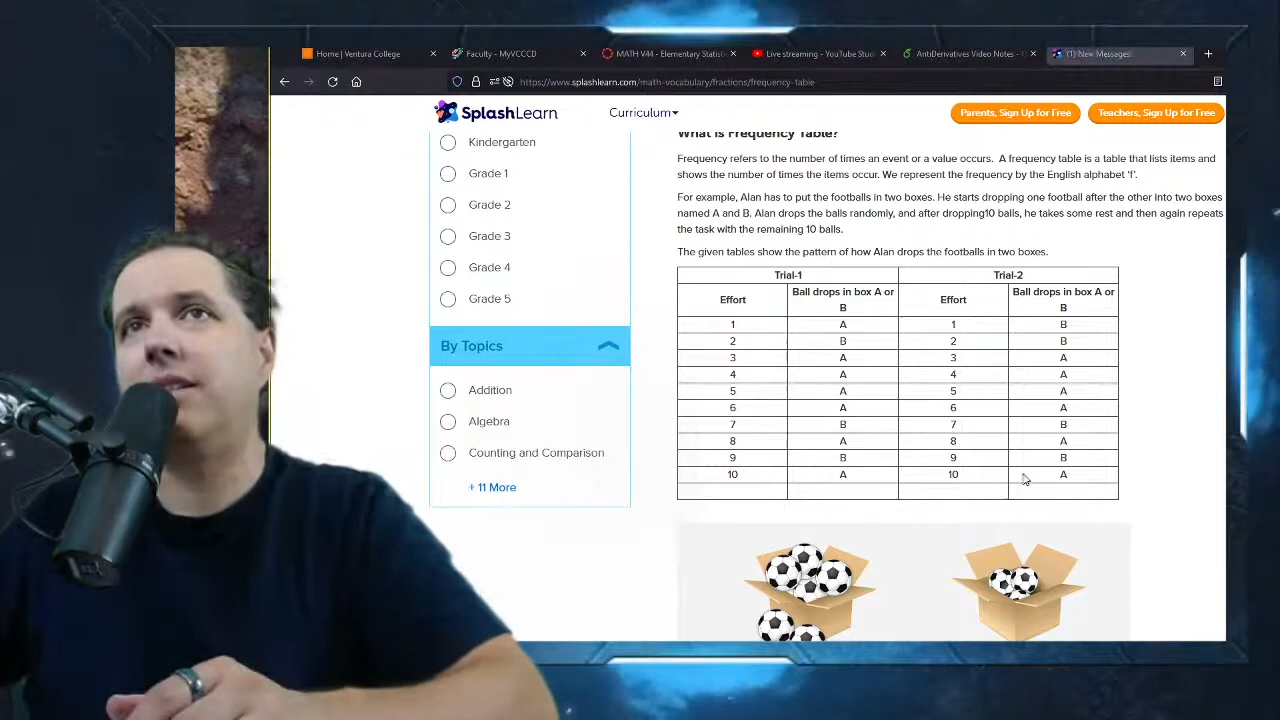 Home | Ventura College
Faculty - MyVCCCD
MATH V44 - Elementary Statist
Live streaming - YouTube Stud
AntiDerivatives Video Notes - O
(1) New Messages!
https://www.splashlearn.com/math-vocabulary/fractions/frequency-table
SplashLearn
Curriculum
Parents, Sign Up for Free
Teachers, Sign Up for Free
Kindergarten
Grade 1
Grade 2
Grade 3
Grade 4
Grade 5
By Topics
Addition
Algebra
Counting and Comparison
+ 11 More
What is Frequency Table?
Frequency refers to the number of times an event or a value occurs. A frequency table is a table that lists items and
shows the number of times the items occur. We represent the frequency by the English alphabet ‘f’.
For example, Alan has to put the footballs in two boxes. He starts dropping one football after the other into two boxes
named A and B. Alan drops the balls randomly, and after dropping10 balls, he takes some rest and then again repeats
the task with the remaining 10 balls.
The given tables show the pattern of how Alan drops the footballs in two boxes.
Trial-1 Trial-2
Effort Ball drops in box A or B Effort Ball drops in box A or B
1 A 1 B
2 B 2 B
3 A 3 A
4 A 4 A
5 A 5 A
6 A 6 A
7 B 7 B
8 A 8 A
9 B 9 B
10 A 10 A